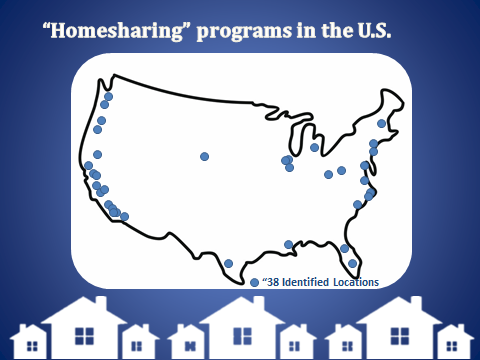 “Homesharing” programs in the U.S.
“38 Identified Locations